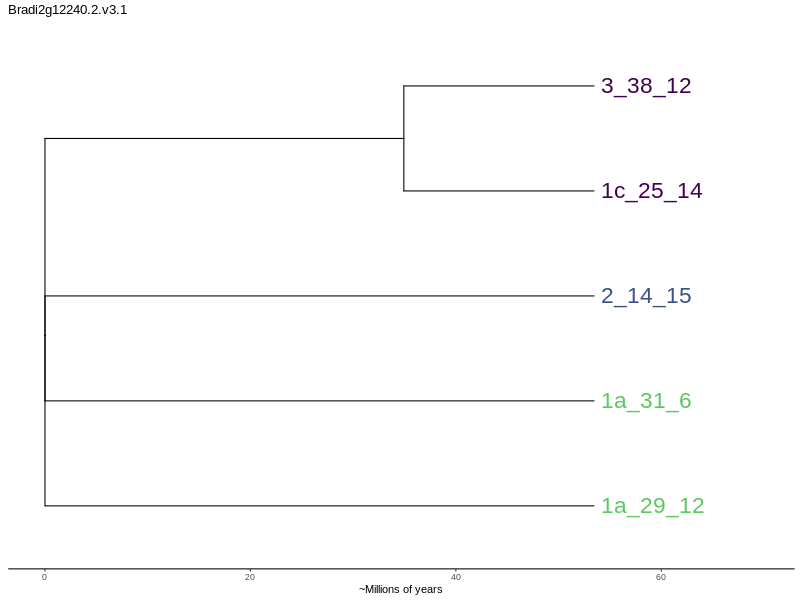 Bradi2g12240.2.v3.1
3_38_12
1c_25_14
2_14_15
1a_31_6
1a_29_12
0 20 40 60
~Millions of years